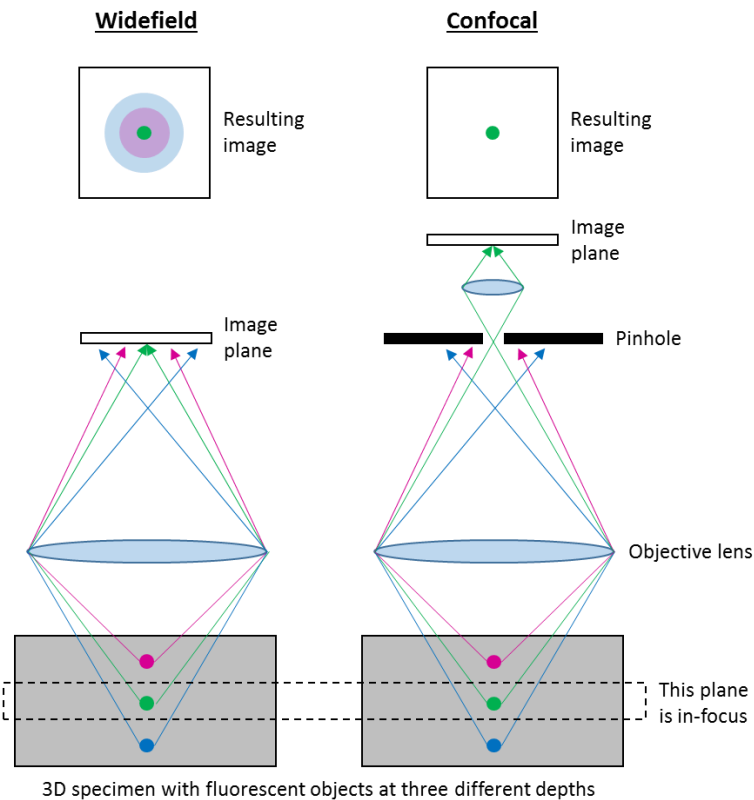 Widefield
Confocal
Resulting
image
Resulting
image
Image
plane
Image
plane
Pinhole
Objective lens
This plane
is in-focus
3D specimen with fluorescent objects at three different depths